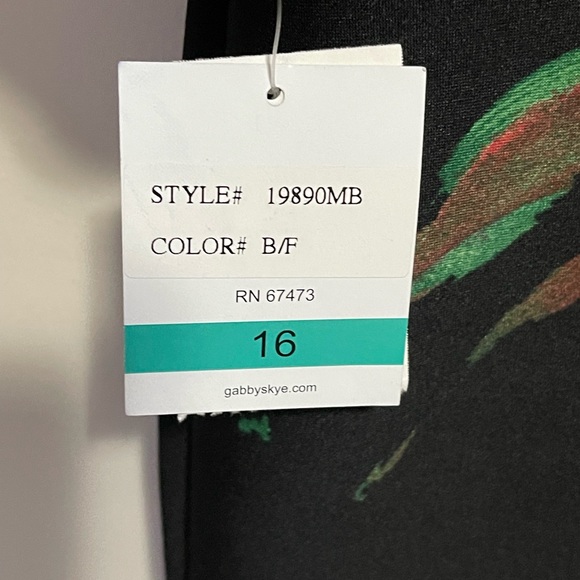 STYLE# 19890MB
COLOR# B/F
RN 67473
16
gabbyskye.com